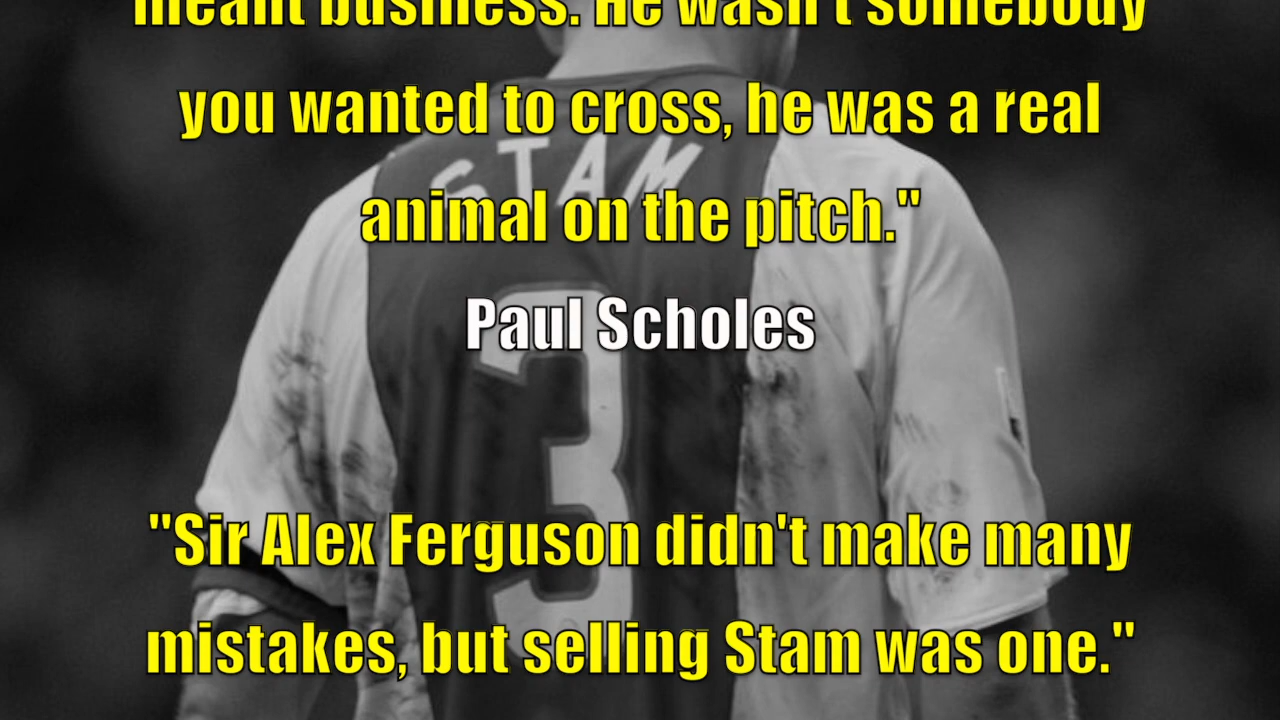 meant business. He wasn't somebody
you wanted to cross, he was a real
STAM
animal on the pitch."
Paul Scholes
3
"Sir Alex Ferguson didn't make many
mistakes, but selling Stam was one."